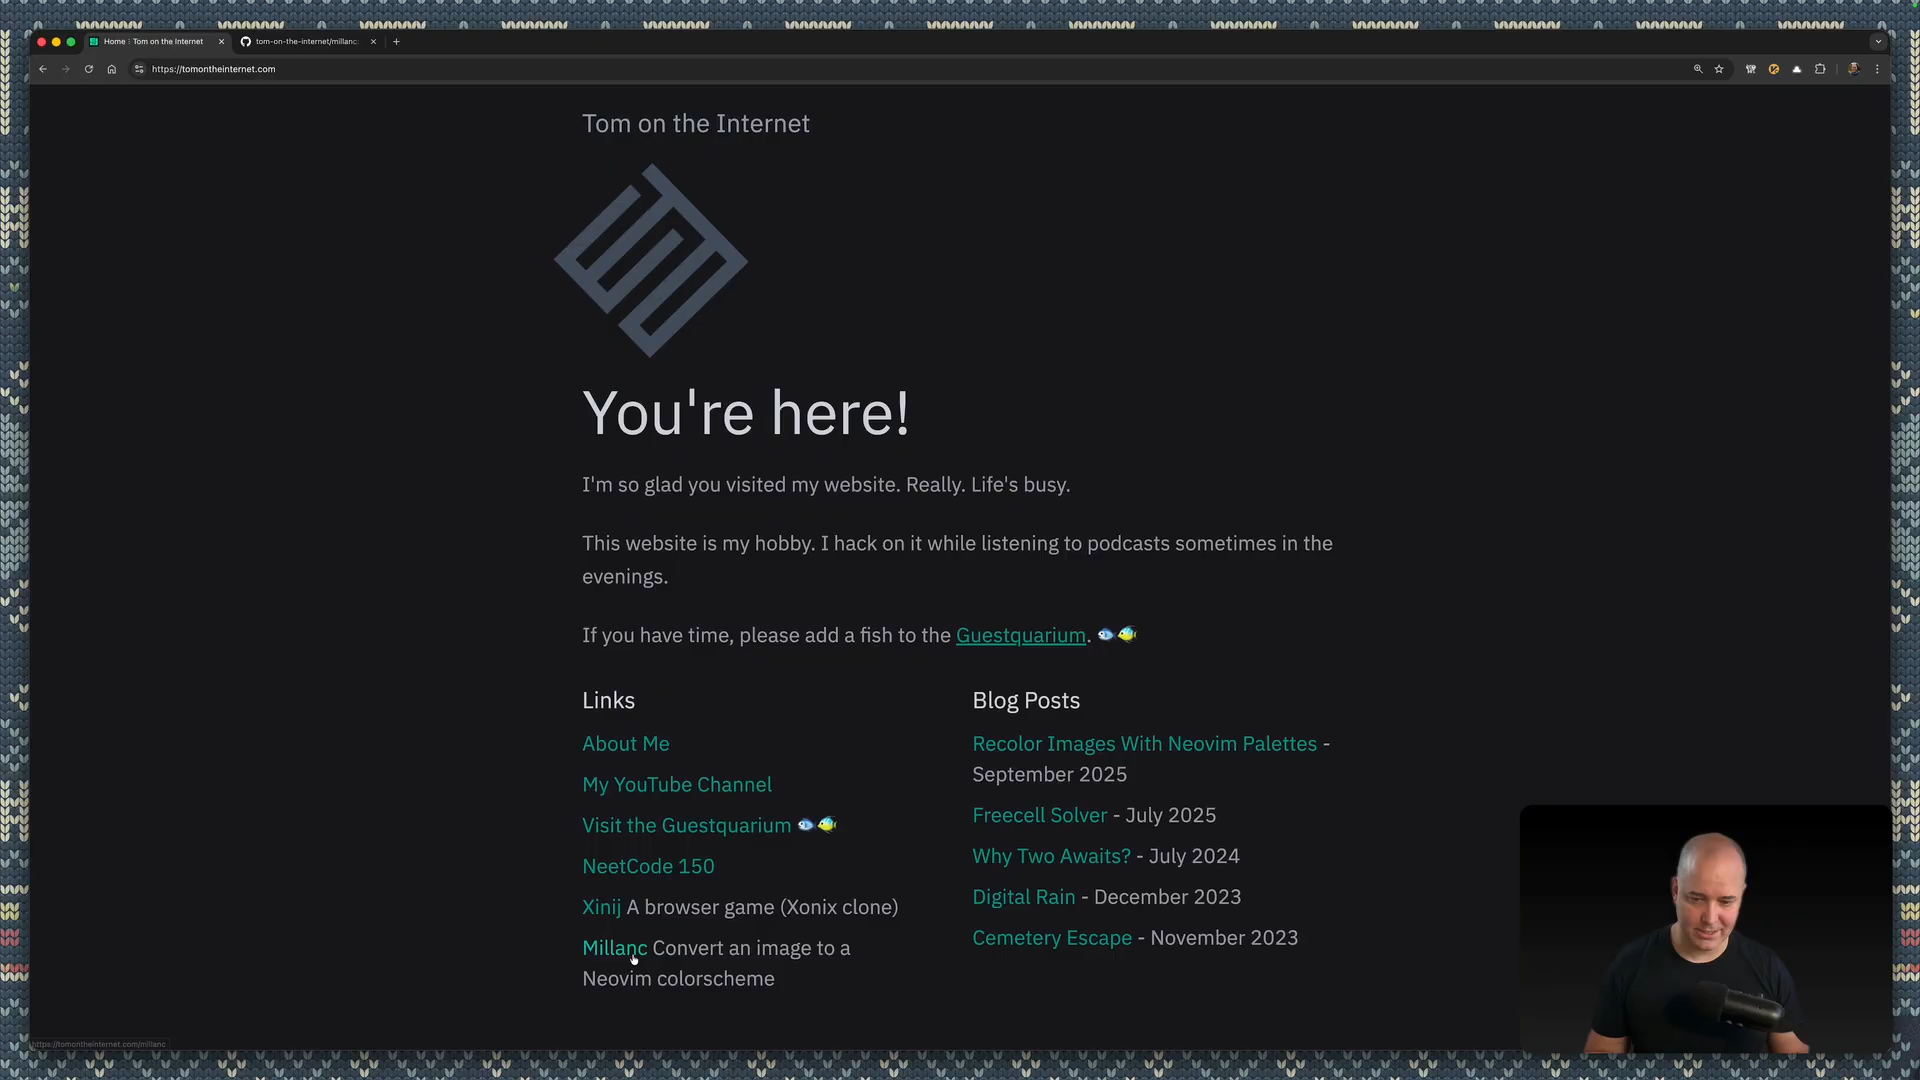 Home : Tom on the Internet
tom-on-the-internet/millanc
https://tomontheinternet.com
Tom on the Internet
You're here!
I'm so glad you visited my website. Really. Life's busy.
This website is my hobby. I hack on it while listening to podcasts sometimes in the
evenings.
If you have time, please add a fish to the Guestquarium. 🐟🐠
Links
About Me
My YouTube Channel
Visit the Guestquarium 🐟🐠
NeetCode 150
Xinij A browser game (Xonix clone)
Millanc Convert an image to a
Neovim colorscheme
Blog Posts
Recolor Images With Neovim Palettes -
September 2025
Freecell Solver - July 2025
Why Two Awaits? - July 2024
Digital Rain - December 2023
Cemetery Escape - November 2023
https://tomontheinternet.com/millanc